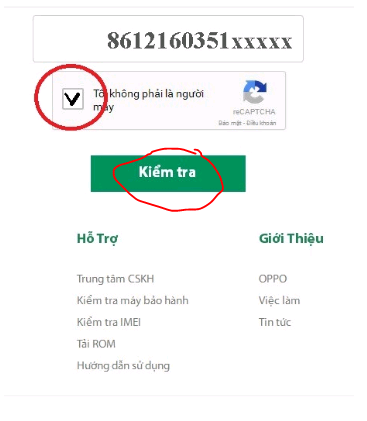 8612160351xxxxx
Tôi không phải là người
máy
reCAPTCHA
Bảo mật - Điều khoản
Kiểm tra
Hỗ Trợ
Giới Thiệu
Trung tâm CSKH
OPPO
Kiểm tra máy bảo hành
Việc làm
Kiểm tra IMEI
Tin tức
Tải ROM
Hướng dẫn sử dụng